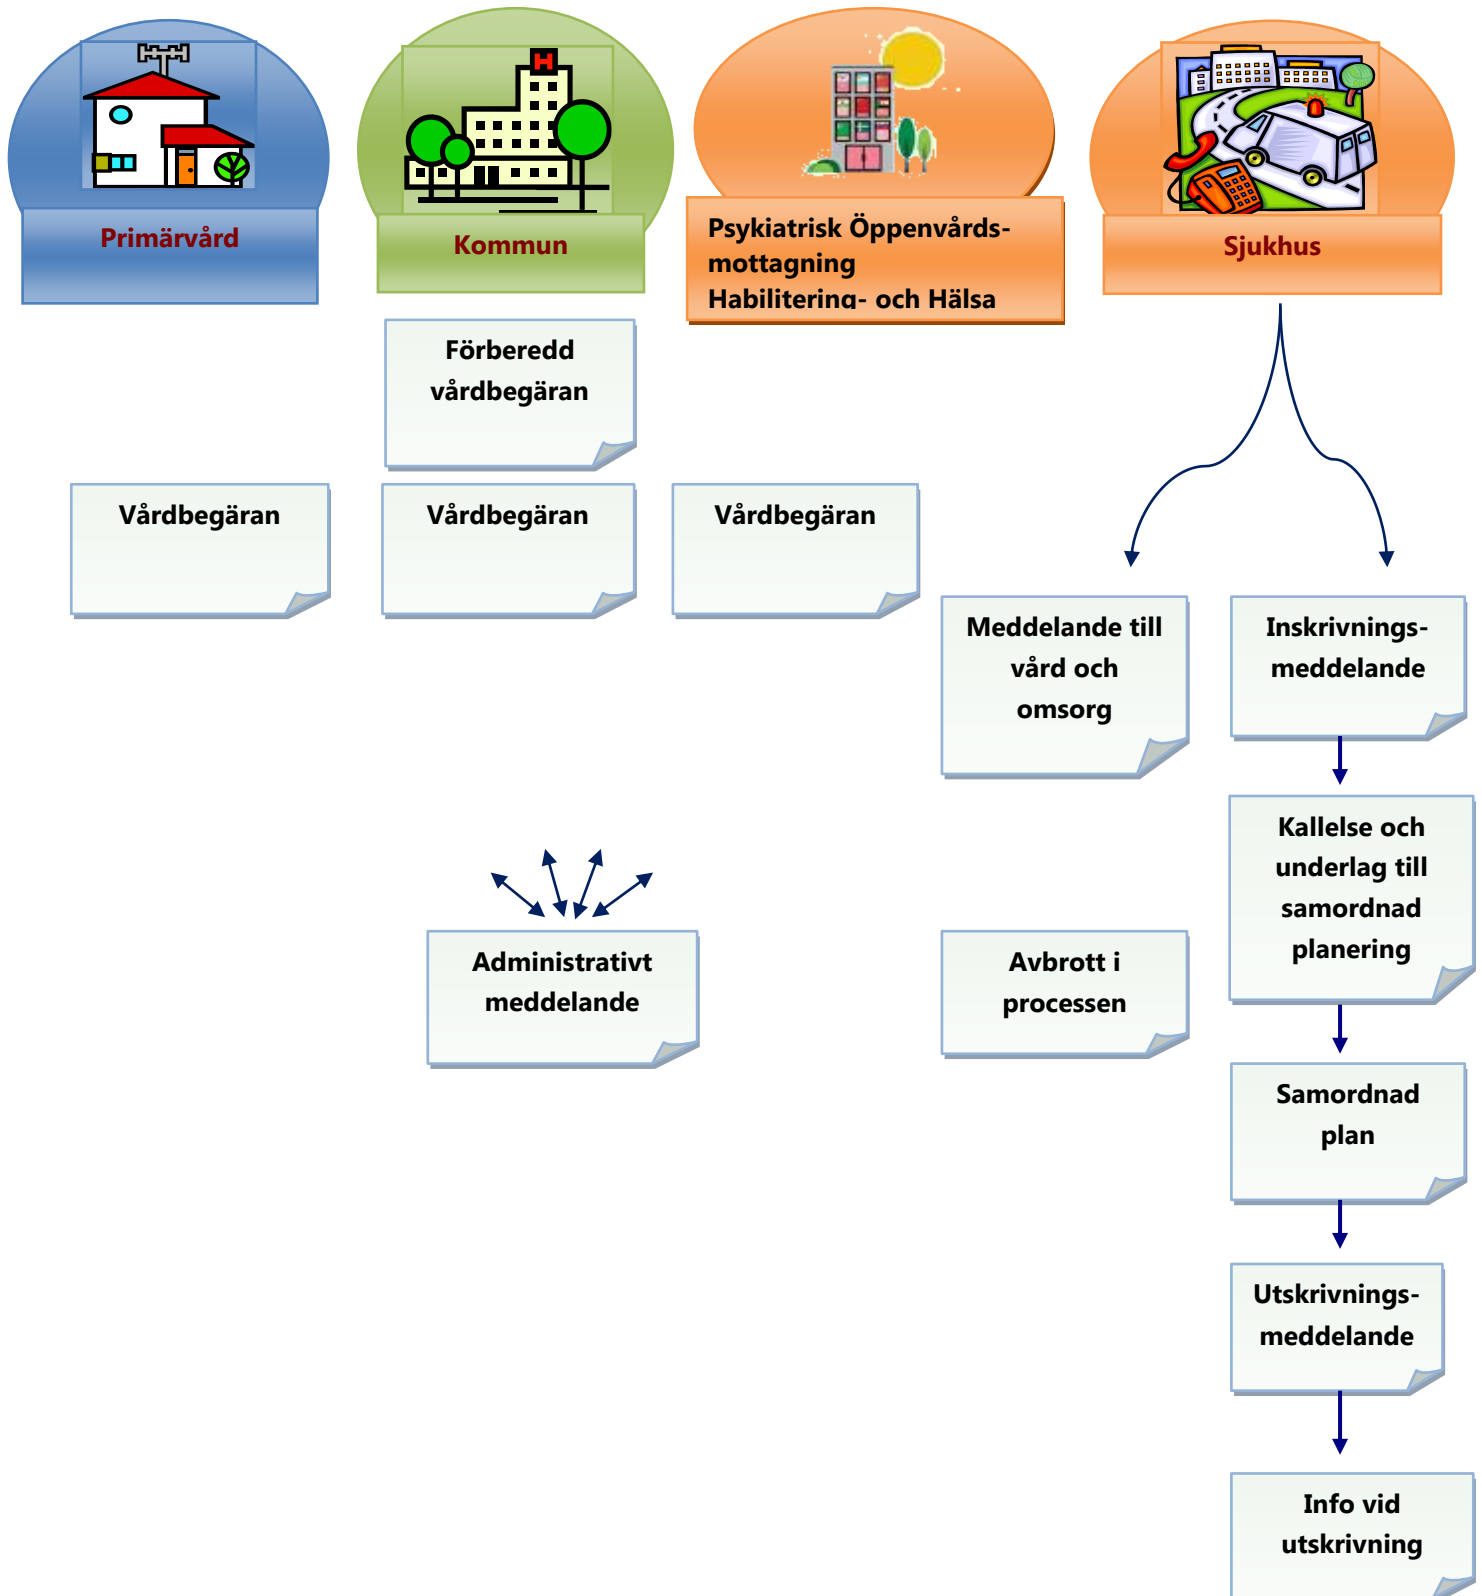 Primärvård
Kommun
Psykiatrisk Öppenvårds-
mottagning
Habilitering- och Hälsa
Sjukhus
H
Förberedd
vårdbegäran
Vårdbegäran
Vårdbegäran
Vårdbegäran
Meddelande till
vård och
omsorg
Inskrivnings-
meddelande
Kallelse och
underlag till
samordnad
planering
Administrativt
meddelande
Avbrott i
processen
Samordnad
plan
Utskrivnings-
meddelande
Info vid
utskrivning